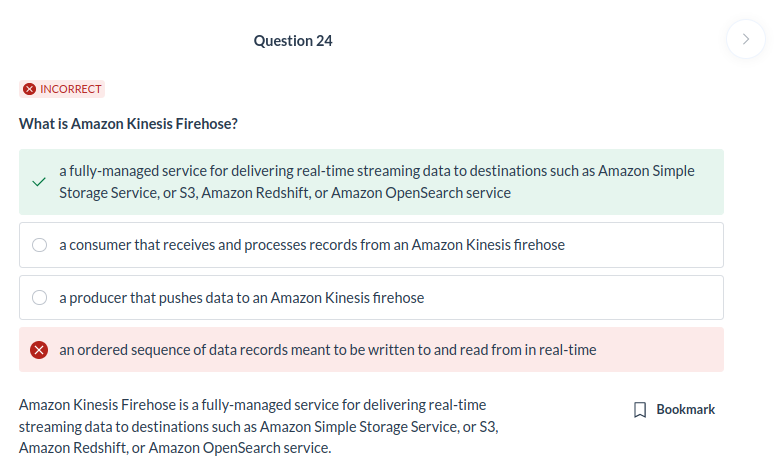 Question 24
INCORRECT
What is Amazon Kinesis Firehose?
a fully-managed service for delivering real-time streaming data to destinations such as Amazon Simple
Storage Service, or S3, Amazon Redshift, or Amazon OpenSearch service
a consumer that receives and processes records from an Amazon Kinesis firehose
a producer that pushes data to an Amazon Kinesis firehose
an ordered sequence of data records meant to be written to and read from in real-time
Amazon Kinesis Firehose is a fully-managed service for delivering real-time
streaming data to destinations such as Amazon Simple Storage Service, or S3,
Amazon Redshift, or Amazon OpenSearch service.
Bookmark